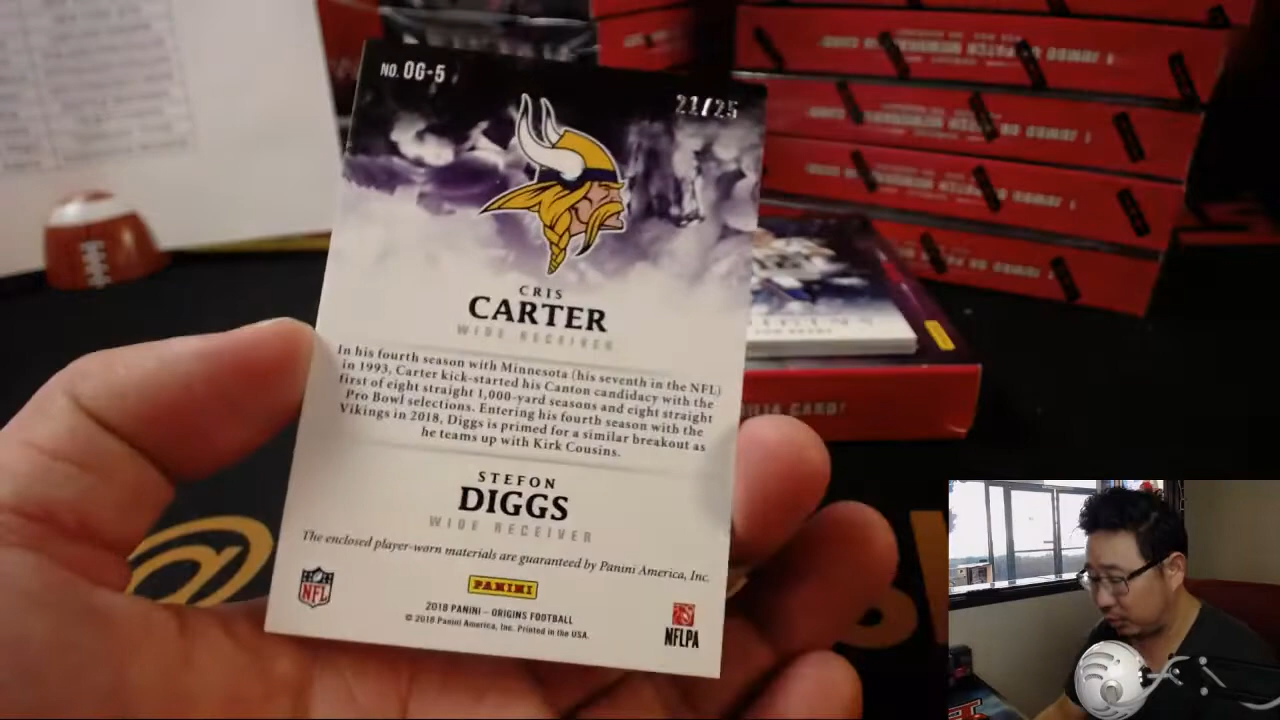 NO. OG-5
21/25
CRIS
CARTER
WIDE RECEIVER
In his fourth season with Minnesota (his seventh in the NFL)
in 1993, Carter kick-started his Canton candidacy with the
first of eight straight 1,000-yard seasons and eight straight
Pro Bowl selections. Entering his fourth season with the
Vikings in 2018, Diggs is primed for a similar breakout as
he teams up with Kirk Cousins.
STEFON
DIGGS
WIDE RECEIVER
The enclosed player-worn materials are guaranteed by Panini America, Inc.
NFL
PANINI
2018 PANINI – ORIGINS FOOTBALL
© 2018 Panini America, Inc. Printed in the USA.
NFLPA